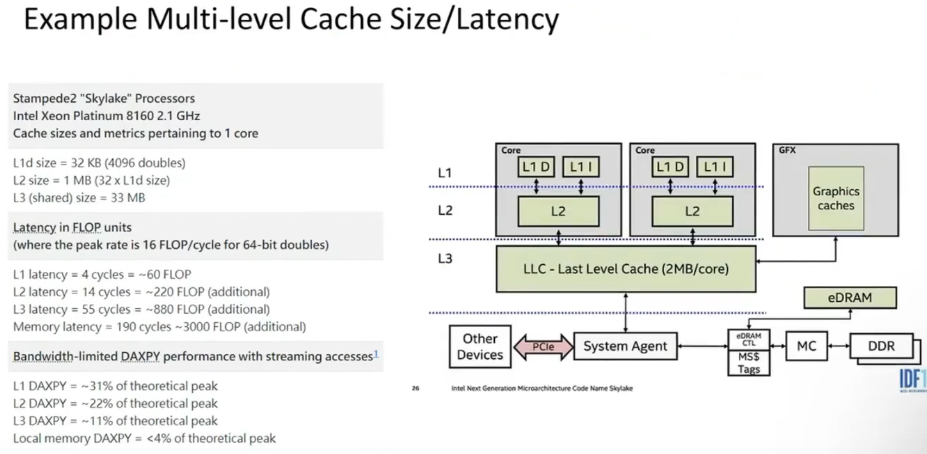 Example Multi-level Cache Size/Latency
Stampede2 "Skylake" Processors
Intel Xeon Platinum 8160 2.1 GHz
Cache sizes and metrics pertaining to 1 core
L1d size = 32 KB (4096 doubles)
L2 size = 1 MB (32 x L1d size)
L3 (shared) size = 33 MB
Latency in FLOP units
(where the peak rate is 16 FLOP/cycle for 64-bit doubles)
L1 latency = 4 cycles = ~60 FLOP
L2 latency = 14 cycles = ~220 FLOP (additional)
L3 latency = 55 cycles = ~880 FLOP (additional)
Memory latency = 190 cycles ~3000 FLOP (additional)
Bandwidth-limited DAXPY performance with streaming accesses1
L1 DAXPY = ~31% of theoretical peak
L2 DAXPY = ~22% of theoretical peak
L3 DAXPY = ~11% of theoretical peak
Local memory DAXPY = <4% of theoretical peak
L1
L2
L3
Core
L1 D
L1 I
L2
Core
L1 D
L1 I
L2
GFX
Graphics
caches
LLC - Last Level Cache (2MB/core)
eDRAM
Other
Devices
PCIe
System Agent
eDRAM
CTL
MS$
Tags
MC
DDR
26
Intel Next Generation Microarchitecture Code Name Skylake